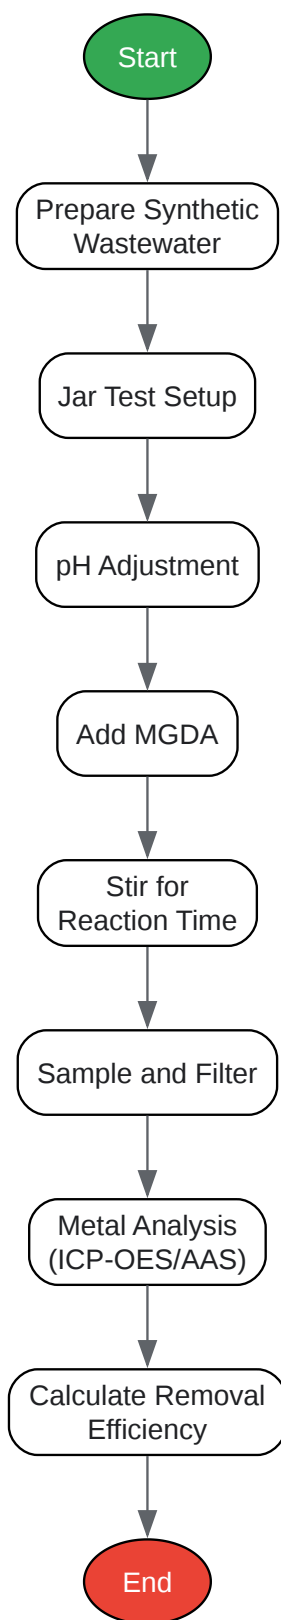 Start
Prepare Synthetic
Wastewater
Jar Test Setup
pH Adjustment
Add MGDA
Stir for
Reaction Time
Sample and Filter
Metal Analysis
(ICP-OES/AAS)
Calculate Removal
Efficiency
End